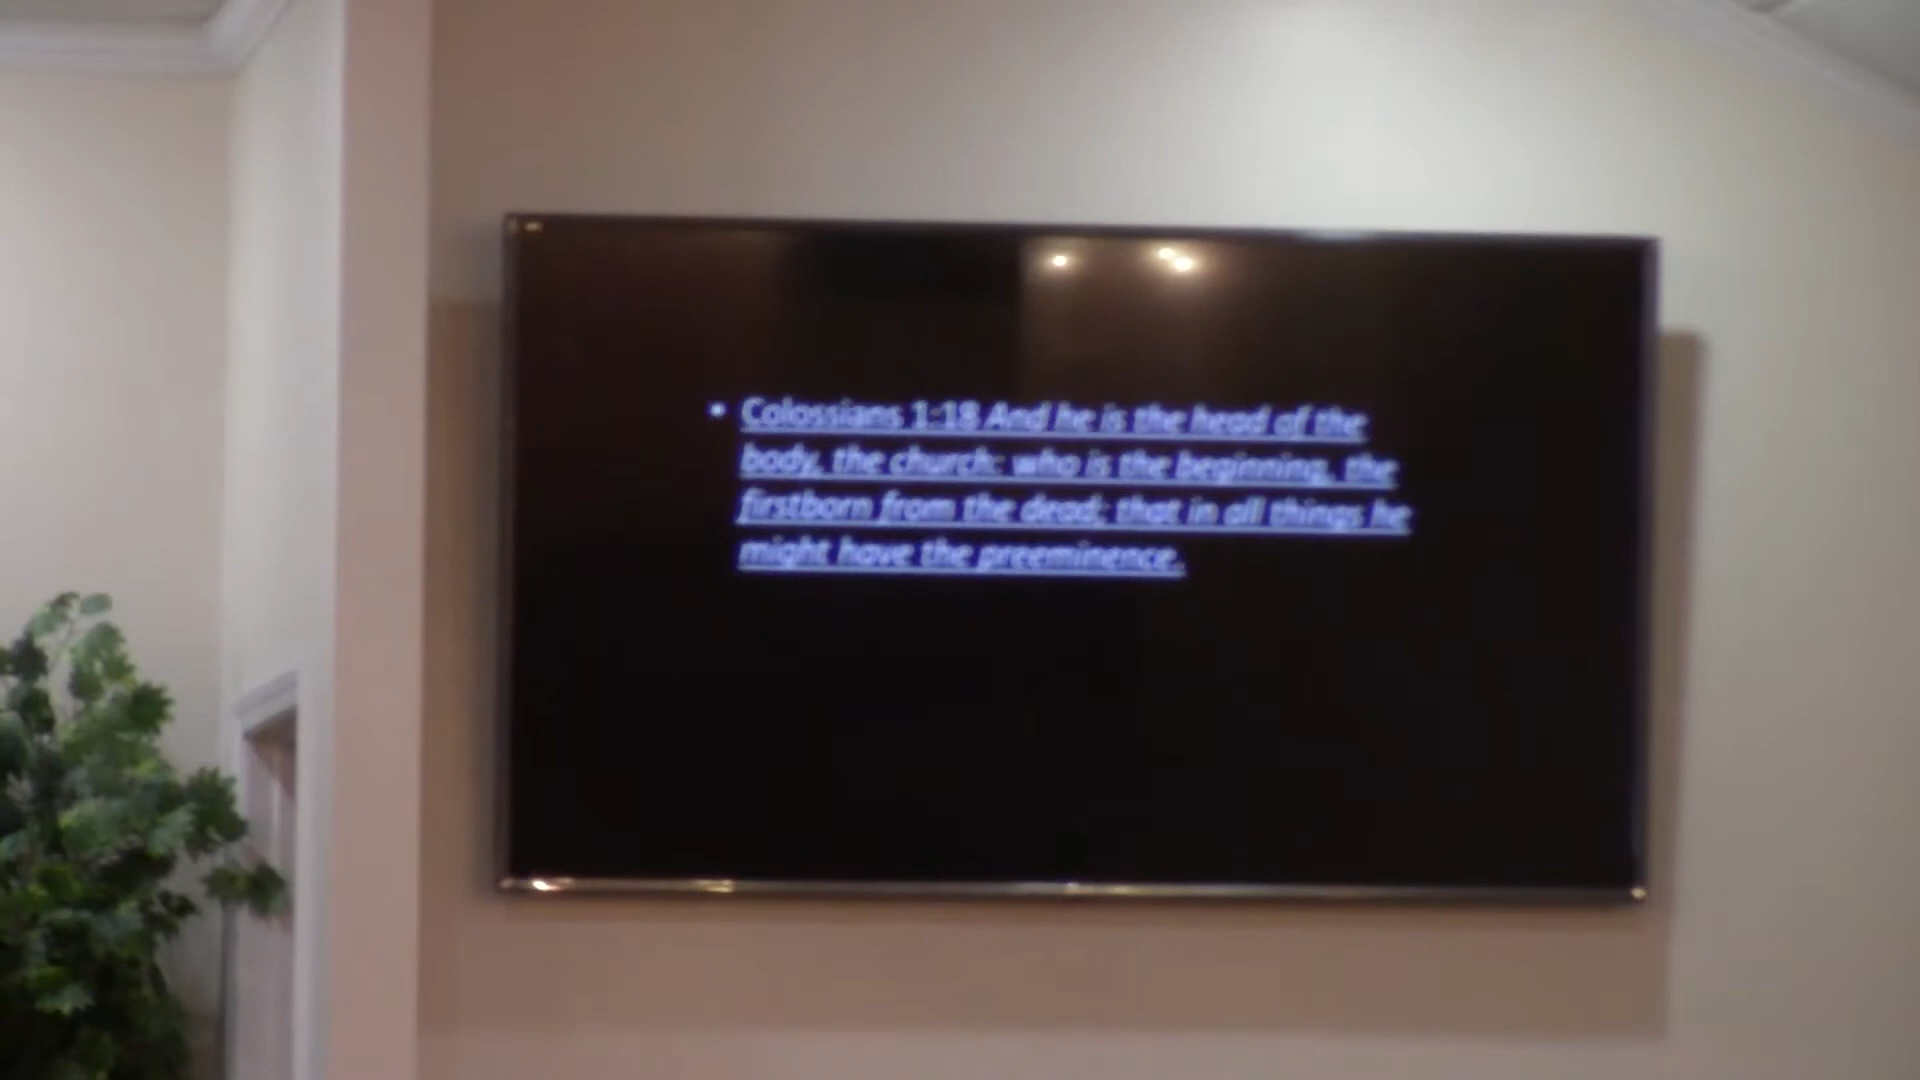 • Colossians 1:18 And he is the head of the
body, the church: who is the beginning, the
firstborn from the dead; that in all things he
might have the preeminence.